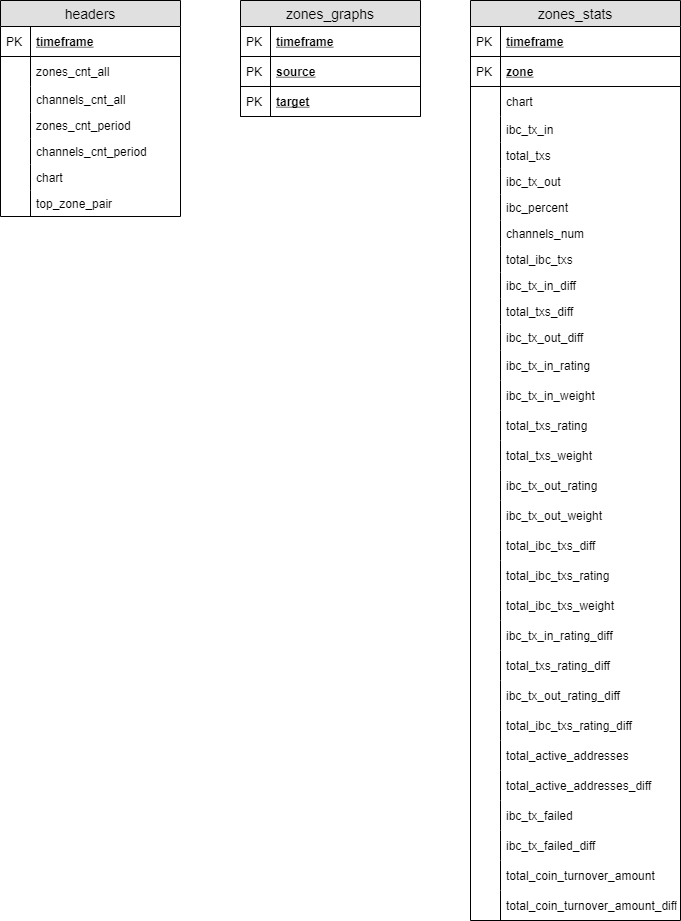 headers
PK timeframe
zones_cnt_all
channels_cnt_all
zones_cnt_period
channels_cnt_period
chart
top_zone_pair
zones_graphs
PK timeframe
PK source
PK target
zones_stats
PK timeframe
PK zone
chart
ibc_tx_in
total_txs
ibc_tx_out
ibc_percent
channels_num
total_ibc_txs
ibc_tx_in_diff
total_txs_diff
ibc_tx_out_diff
ibc_tx_in_rating
ibc_tx_in_weight
total_txs_rating
total_txs_weight
ibc_tx_out_rating
ibc_tx_out_weight
total_ibc_txs_diff
total_ibc_txs_rating
total_ibc_txs_weight
ibc_tx_in_rating_diff
total_txs_rating_diff
ibc_tx_out_rating_diff
total_ibc_txs_rating_diff
total_active_addresses
total_active_addresses_diff
ibc_tx_failed
ibc_tx_failed_diff
total_coin_turnover_amount
total_coin_turnover_amount_diff